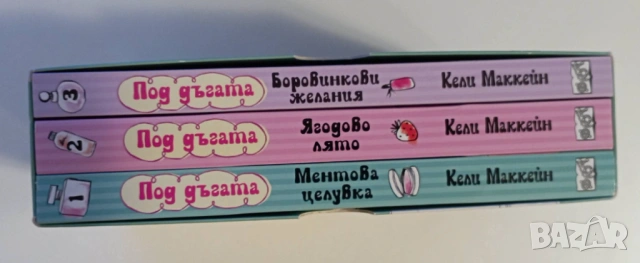 3
Под дъгата
Боровинкови
желания
Кели Маккейн
2
Под дъгата
Ягодово
лято
Кели Маккейн
1
Под дъгата
Ментова
целувка
Кели Маккейн
BAZAR